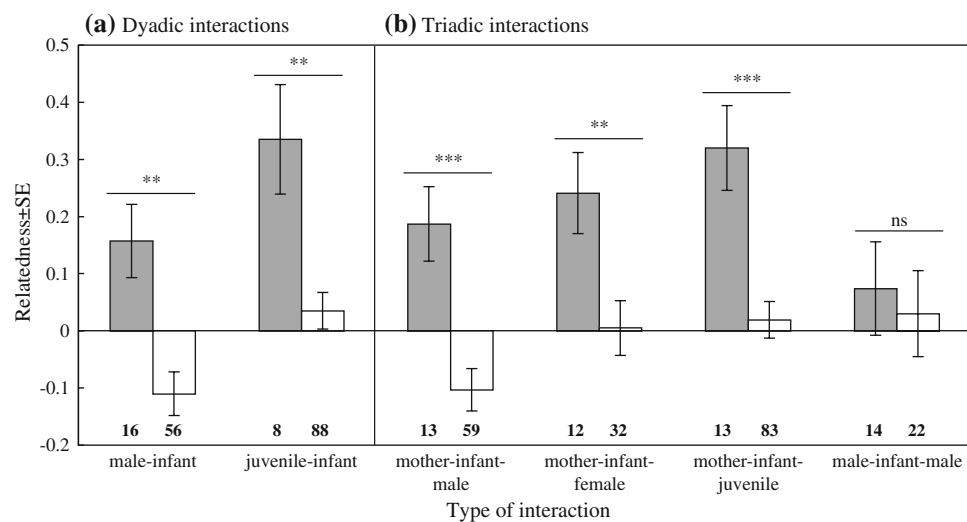 (a) Dyadic interactions
(b) Triadic interactions
0.5
0.4
0.3
0.2
0.1
0
-0.1
-0.2
Relatedness±SE
**
**
***
**
***
ns
16 56 8 88 13 59 12 32 13 83 14 22
male-infant
juvenile-infant
mother-infant-
male
mother-infant-
female
mother-infant-
juvenile
male-infant-male
Type of interaction